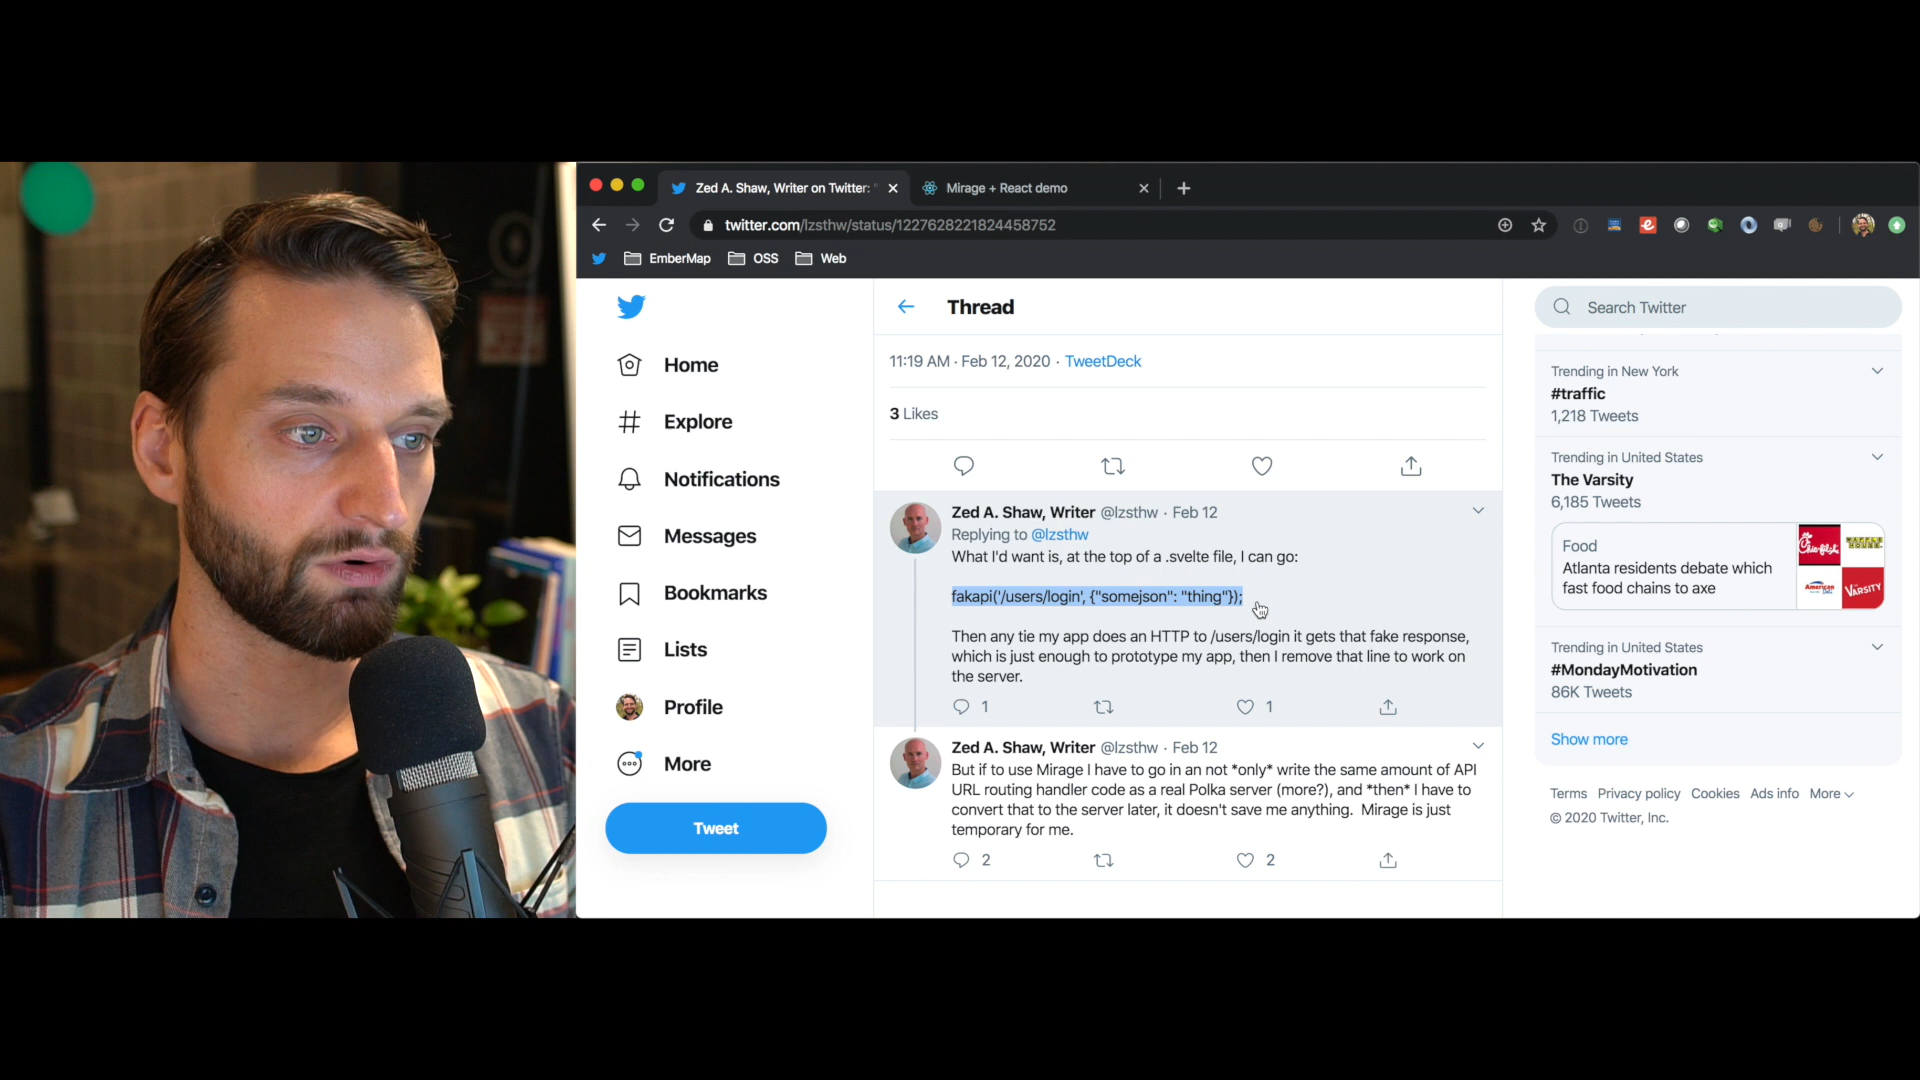 Zed A. Shaw, Writer on Twitter: "
Mirage + React demo
twitter.com/lzsthw/status/1227628221824458752
EmberMap
OSS
Web
Home
Explore
Notifications
Messages
Bookmarks
Lists
Profile
More
Tweet
Thread
11:19 AM · Feb 12, 2020 · TweetDeck
3 Likes
Zed A. Shaw, Writer @lzsthw · Feb 12
Replying to @lzsthw
What I'd want is, at the top of a .svelte file, I can go:
fakapi('/users/login', {"somejson": "thing"});
Then any tie my app does an HTTP to /users/login it gets that fake response,
which is just enough to prototype my app, then I remove that line to work on
the server.
1
1
Zed A. Shaw, Writer @lzsthw · Feb 12
But if to use Mirage I have to go in an not *only* write the same amount of API
URL routing handler code as a real Polka server (more?), and *then* I have to
convert that to the server later, it doesn't save me anything. Mirage is just
temporary for me.
2
2
Search Twitter
Trending in New York
#traffic
1,218 Tweets
Trending in United States
The Varsity
6,185 Tweets
Food
Atlanta residents debate which
fast food chains to axe
Chick-fil-A
VARSITY
Trending in United States
#MondayMotivation
86K Tweets
Show more
Terms Privacy policy Cookies Ads info More
© 2020 Twitter, Inc.